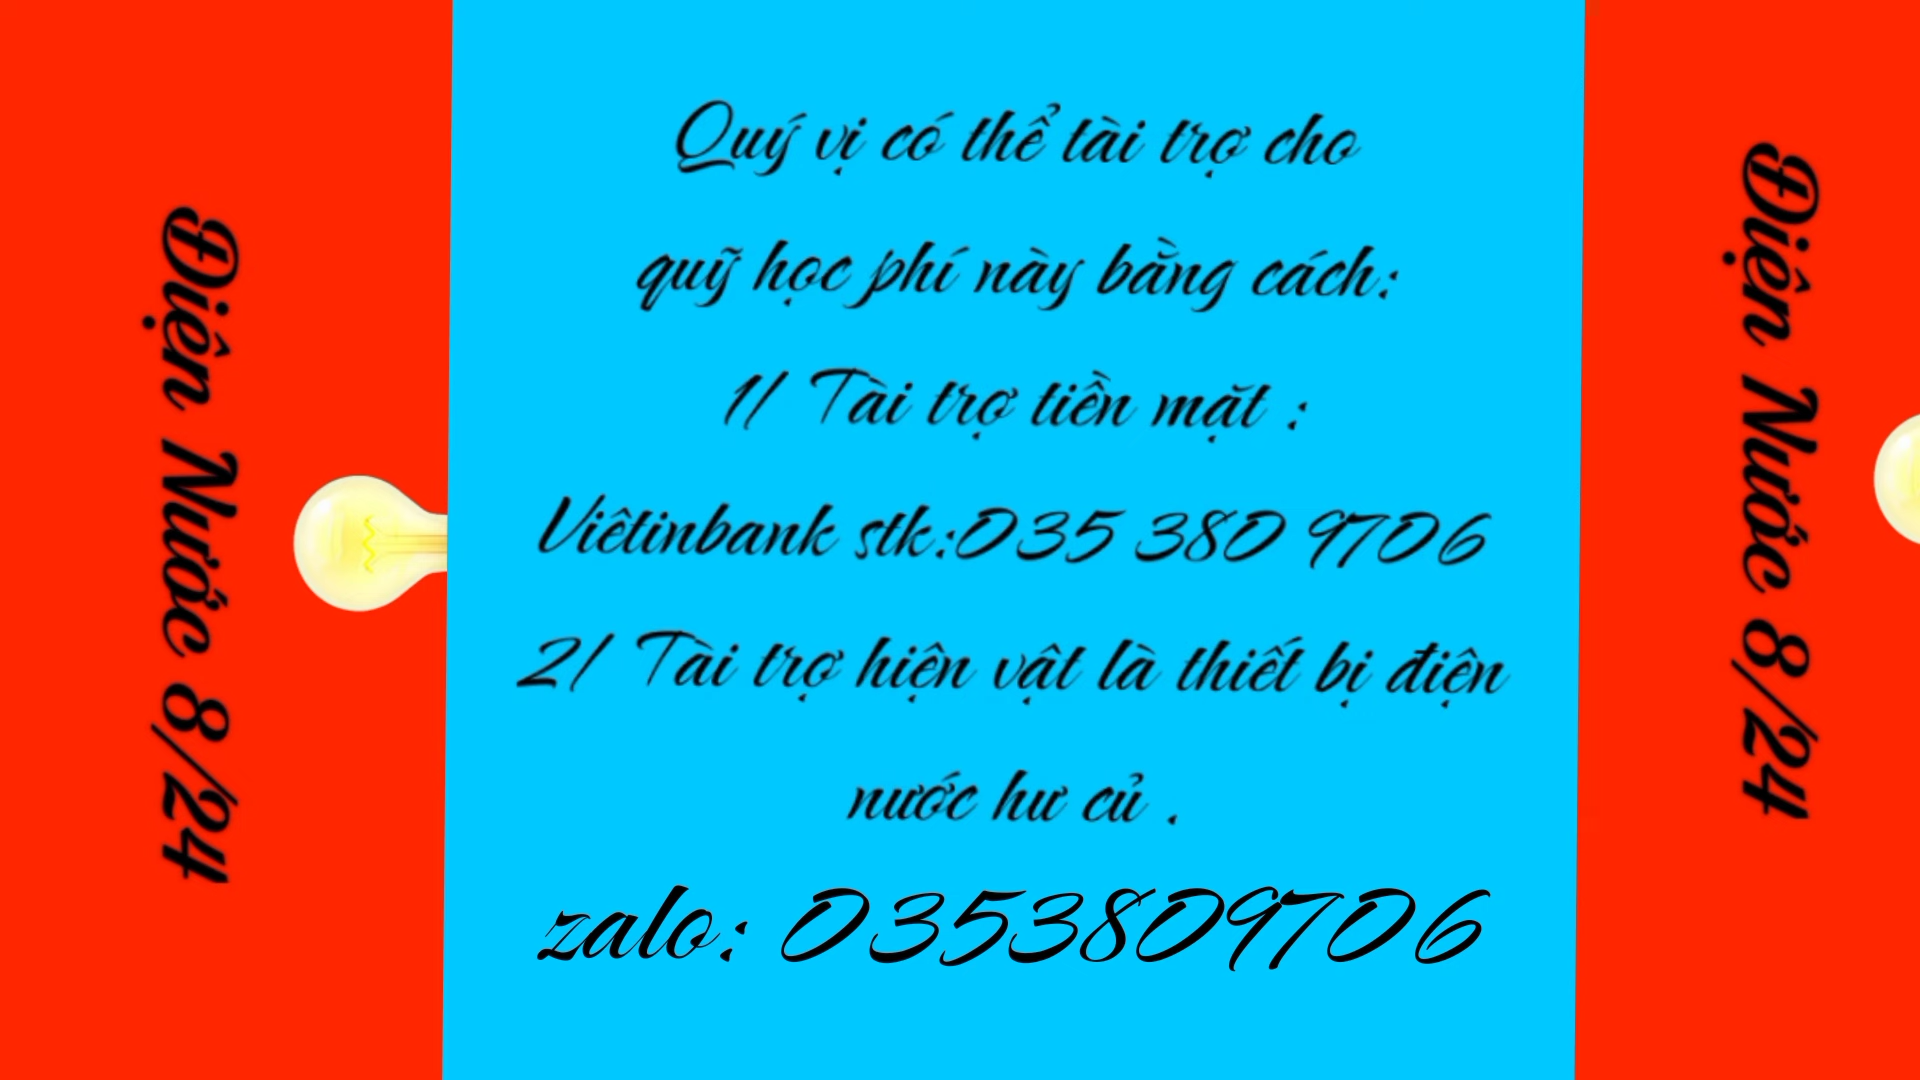 Điện Nước 8/24
Quý vị có thể tài trợ cho
quỹ học phí này bằng cách:
1/ Tài trợ tiền mặt :
Viêtinbank stk:035 380 9706
2/ Tài trợ hiện vật là thiết bị điện
nước hư củ .
zalo: 0353809706
Điện Nước 8/24